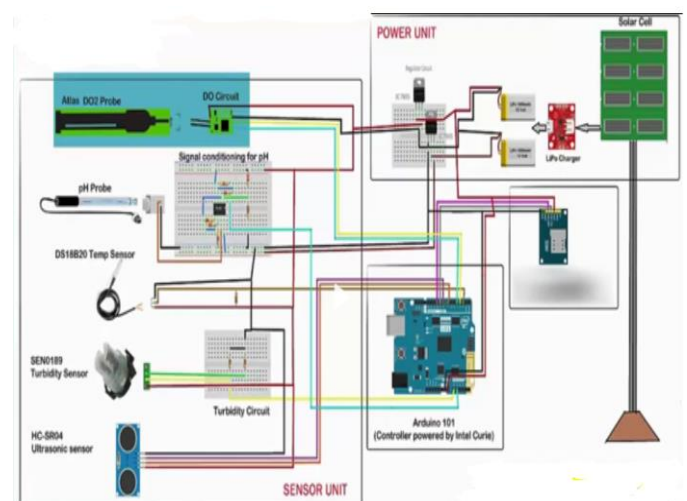 POWER UNIT
Solar Cell
Regulator Circuit
LiPo Charger
Atlas DO2 Probe
DO Circuit
Signal conditioning for pH
pH Probe
DS18B20 Temp Sensor
SEN0189
Turbidity Sensor
Turbidity Circuit
HC-SR04
Ultrasonic sensor
Arduino 101
(Controller powered by Intel Curie)
SENSOR UNIT